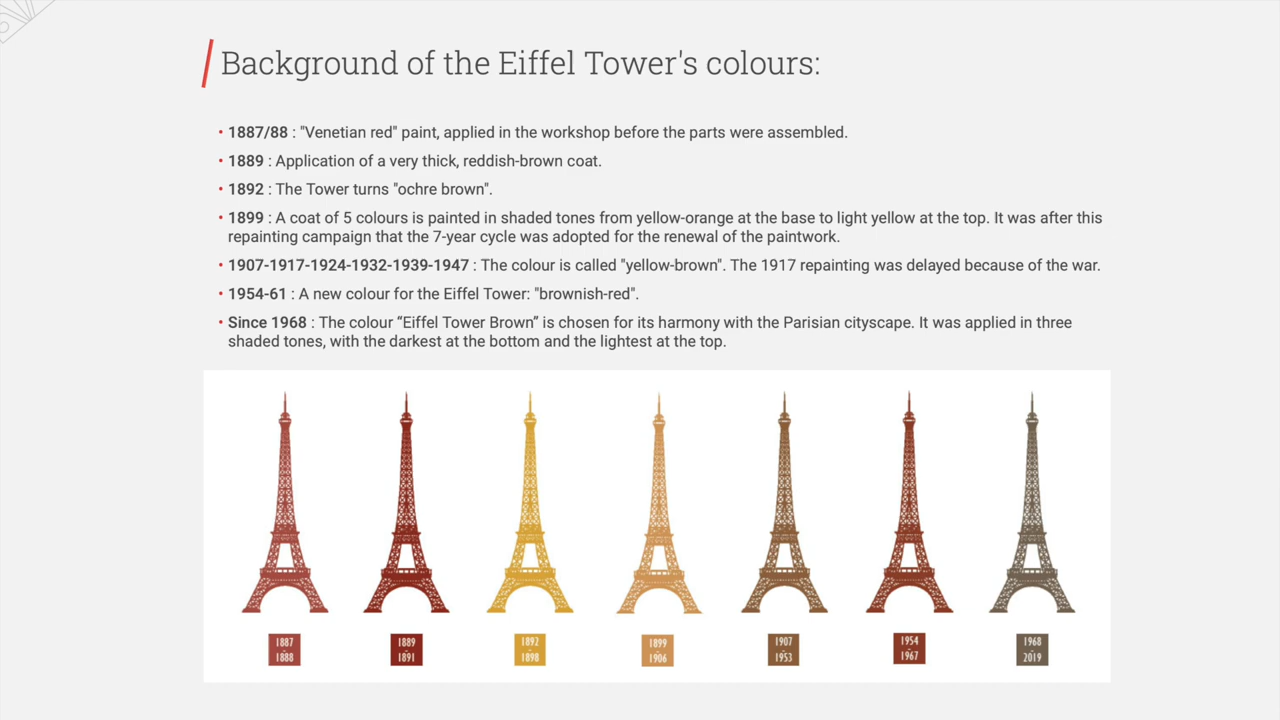 Background of the Eiffel Tower's colours:
• 1887/88 : "Venetian red" paint, applied in the workshop before the parts were assembled.
• 1889 : Application of a very thick, reddish-brown coat.
• 1892 : The Tower turns "ochre brown".
• 1899 : A coat of 5 colours is painted in shaded tones from yellow-orange at the base to light yellow at the top. It was after this
repainting campaign that the 7-year cycle was adopted for the renewal of the paintwork.
• 1907-1917-1924-1932-1939-1947 : The colour is called "yellow-brown". The 1917 repainting was delayed because of the war.
• 1954-61 : A new colour for the Eiffel Tower: "brownish-red".
• Since 1968 : The colour “Eiffel Tower Brown” is chosen for its harmony with the Parisian cityscape. It was applied in three
shaded tones, with the darkest at the bottom and the lightest at the top.
1887
-
1888
1889
-
1891
1892
-
1898
1899
-
1906
1907
-
1953
1954
-
1967
1968
-
2019